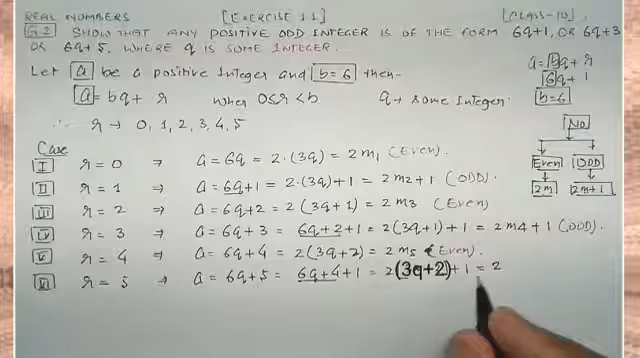 REAL NUMBERS [EXERCISE 1.1] [CLASS-10]
Q.2 SHOW THAT ANY POSITIVE ODD INTEGER IS OF THE FORM 6q+1, OR 6q+3
OR 6q+5, WHERE q IS SOME INTEGER.
Let a be a positive Integer and b=6 then-
a = bq + r when 0≤r<b q → some Integer.
a = bq + r
6q + 1
b=6
∴ r → 0, 1, 2, 3, 4, 5
No
Even ODD
2m 2m+1
Case
I r = 0 ⇒ a = 6q = 2·(3q) = 2m1 (Even).
II r = 1 ⇒ a = 6q+1 = 2·(3q)+1 = 2m2+1 (ODD).
III r = 2 ⇒ a = 6q+2 = 2(3q+1) = 2m3 (Even)
IV r = 3 ⇒ a = 6q+3 = 6q+2+1 = 2(3q+1)+1 = 2m4+1 (ODD).
V r = 4 ⇒ a = 6q+4 = 2(3q+2) = 2m5 (Even).
VI r = 5 ⇒ a = 6q+5 = 6q+4+1 = 2(3q+2)+1 = 2